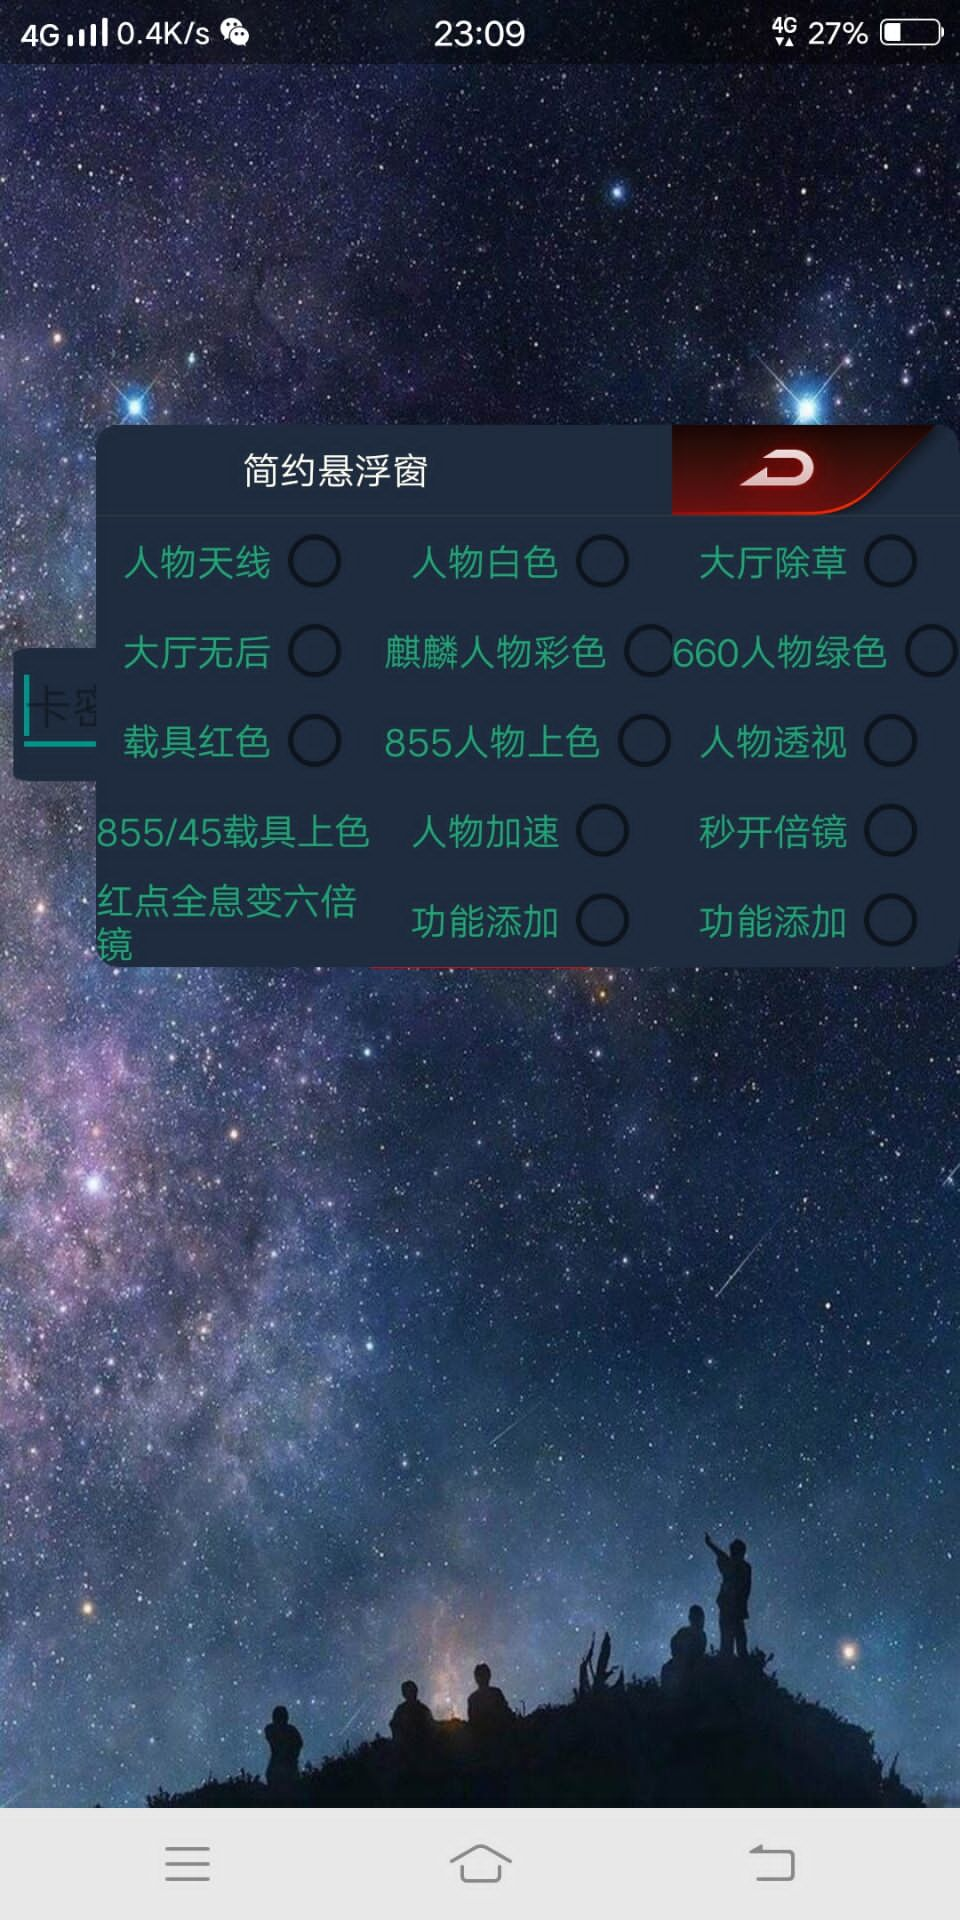 4G 0.4K/s 23:09 4G 27%
简约悬浮窗
人物天线 人物白色 大厅除草
大厅无后 麒麟人物彩色 660人物绿色
卡密
载具红色 855人物上色 人物透视
855/45载具上色 人物加速 秒开倍镜
红点全息变六倍
镜
功能添加 功能添加